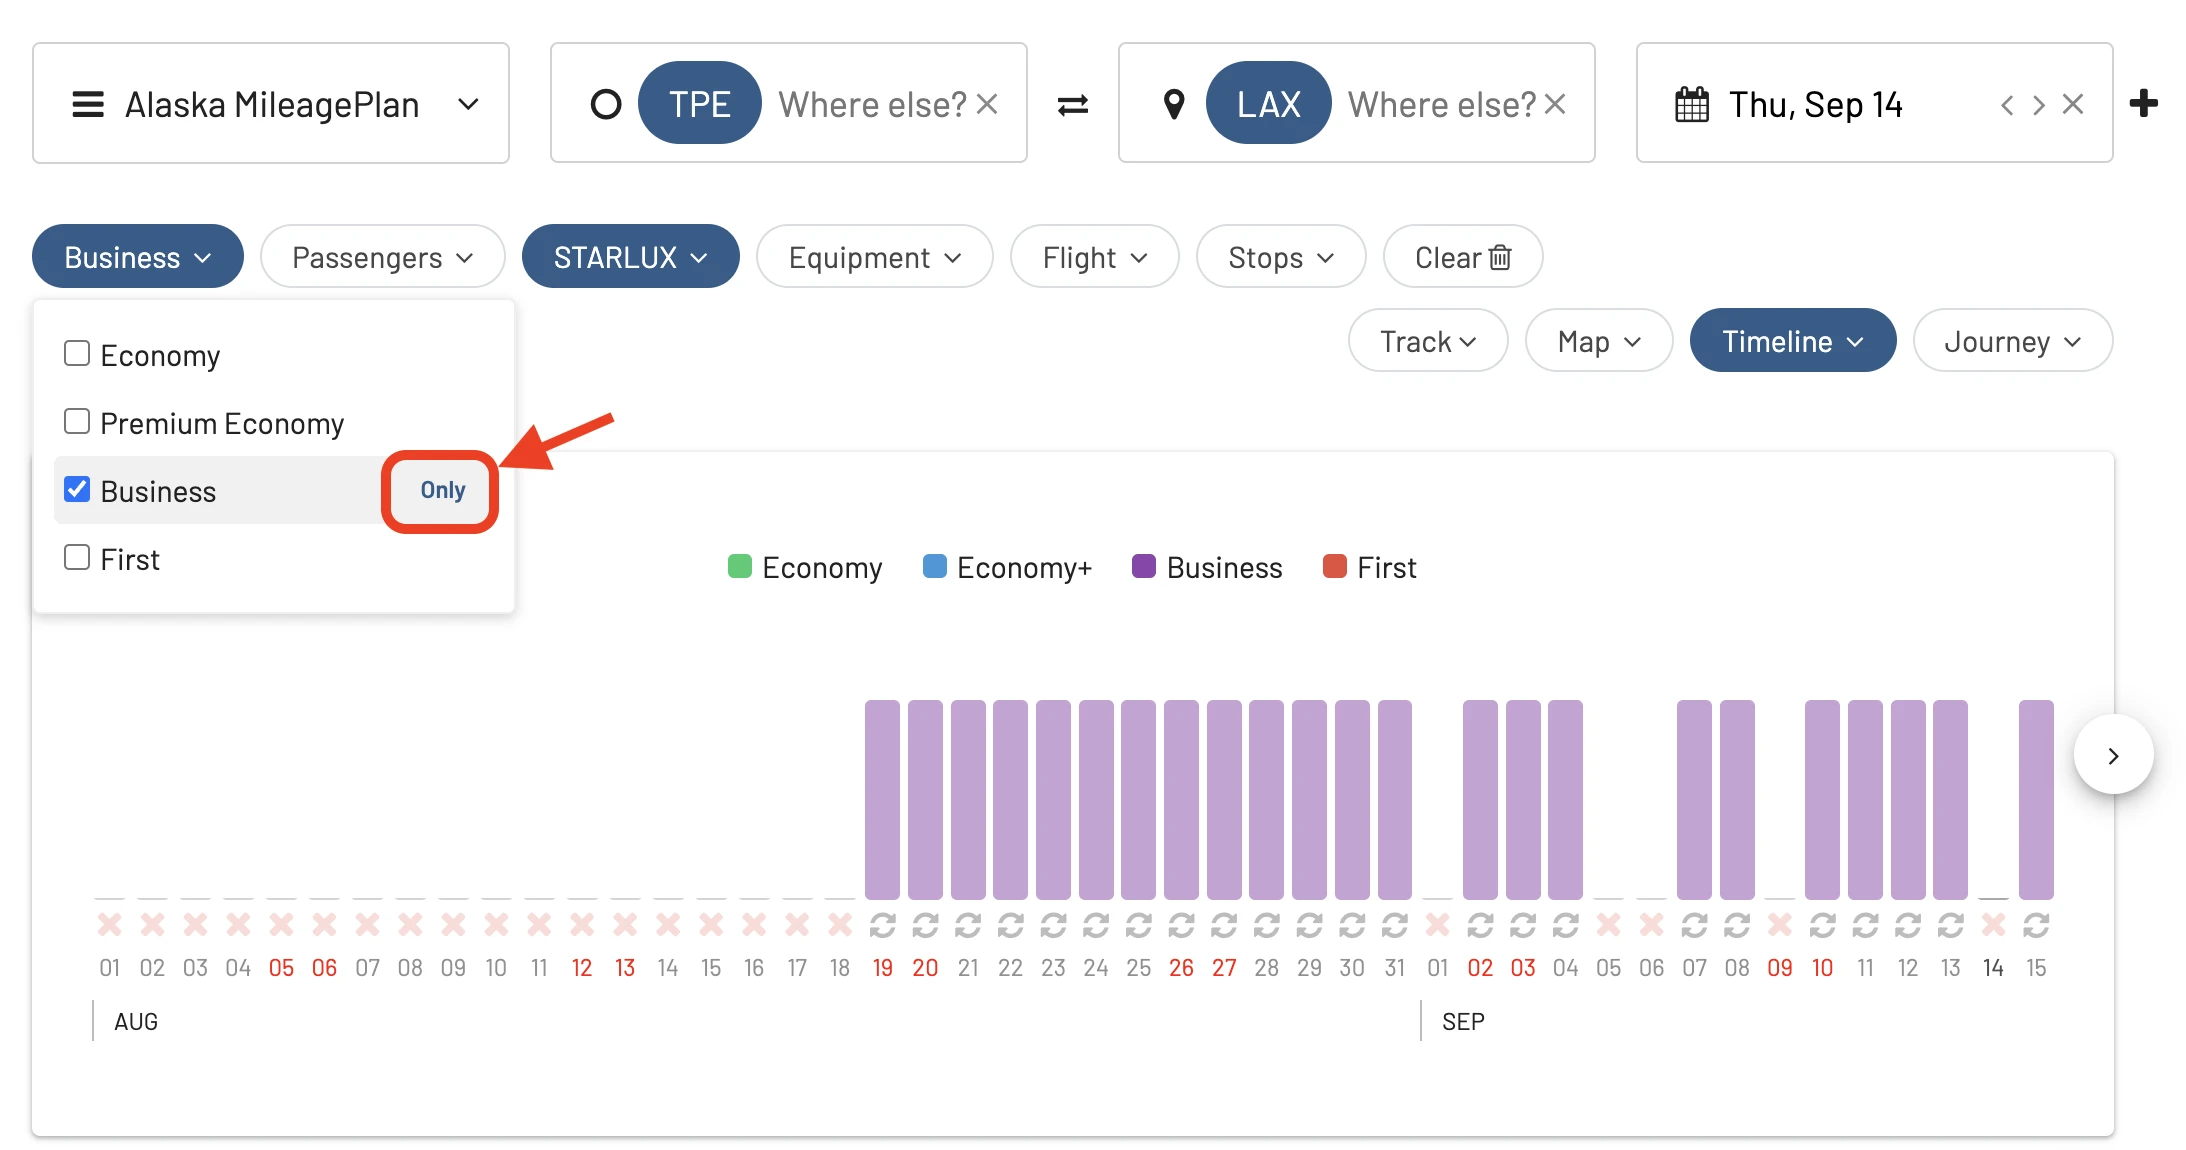 Alaska MileagePlan TPE Where else? LAX Where else? Thu, Sep 14
Business Passengers STARLUX Equipment Flight Stops Clear
Track Map Timeline Journey
Economy
Premium Economy
Business Only
First
Economy Economy+ Business First
01 02 03 04 05 06 07 08 09 10 11 12 13 14 15 16 17 18 19 20 21 22 23 24 25 26 27 28 29 30 31 01 02 03 04 05 06 07 08 09 10 11 12 13 14 15
AUG SEP